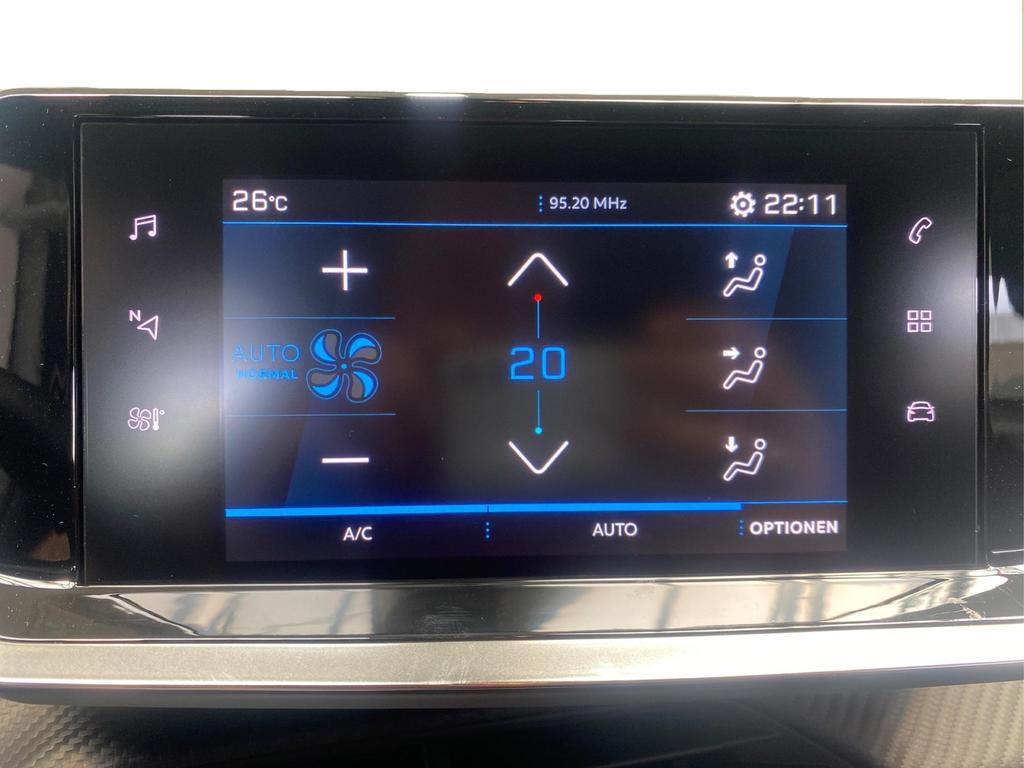 26°C
95.20 MHz
22:11
N
AUTO
NORMAL
20
A/C
AUTO
OPTIONEN